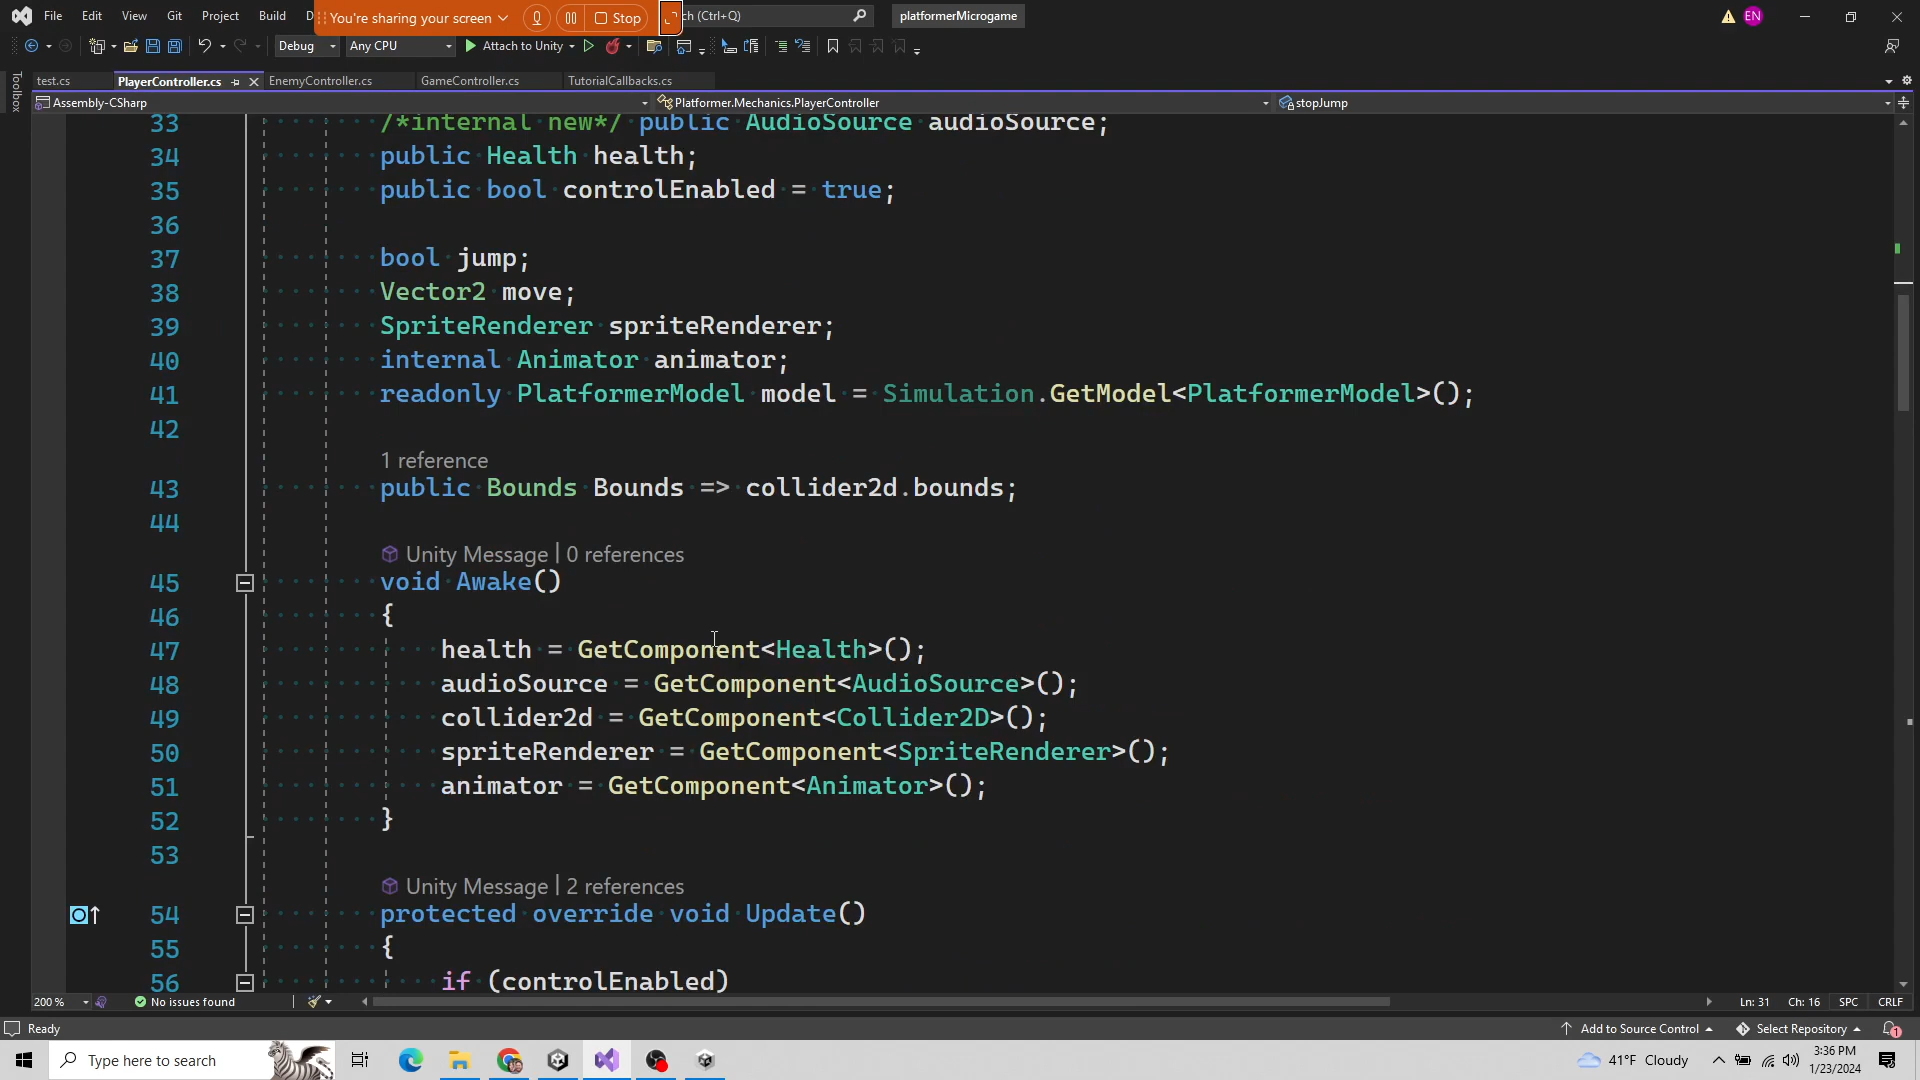 File Edit View Git Project Build D You're sharing your screen Stop ch (Ctrl+Q) platformerMicrogame EN
Debug Any CPU Attach to Unity
test.cs PlayerController.cs EnemyController.cs GameController.cs TutorialCallbacks.cs
Toolbox
Assembly-CSharp Platformer.Mechanics.PlayerController stopJump
33 /*internal new*/ public AudioSource audioSource;
34 public Health health;
35 public bool controlEnabled = true;
36
37 bool jump;
38 Vector2 move;
39 SpriteRenderer spriteRenderer;
40 internal Animator animator;
41 readonly PlatformerModel model = Simulation.GetModel<PlatformerModel>();
42
1 reference
43 public Bounds Bounds => collider2d.bounds;
44
Unity Message | 0 references
45 void Awake()
46 {
47 health = GetComponent<Health>();
48 audioSource = GetComponent<AudioSource>();
49 collider2d = GetComponent<Collider2D>();
50 spriteRenderer = GetComponent<SpriteRenderer>();
51 animator = GetComponent<Animator>();
52 }
53
Unity Message | 2 references
54 protected override void Update()
55 {
56 if (controlEnabled)
200 % No issues found Ln: 31 Ch: 16 SPC CRLF
Ready Add to Source Control Select Repository 1
Type here to search 41°F Cloudy 3:36 PM
1/23/2024